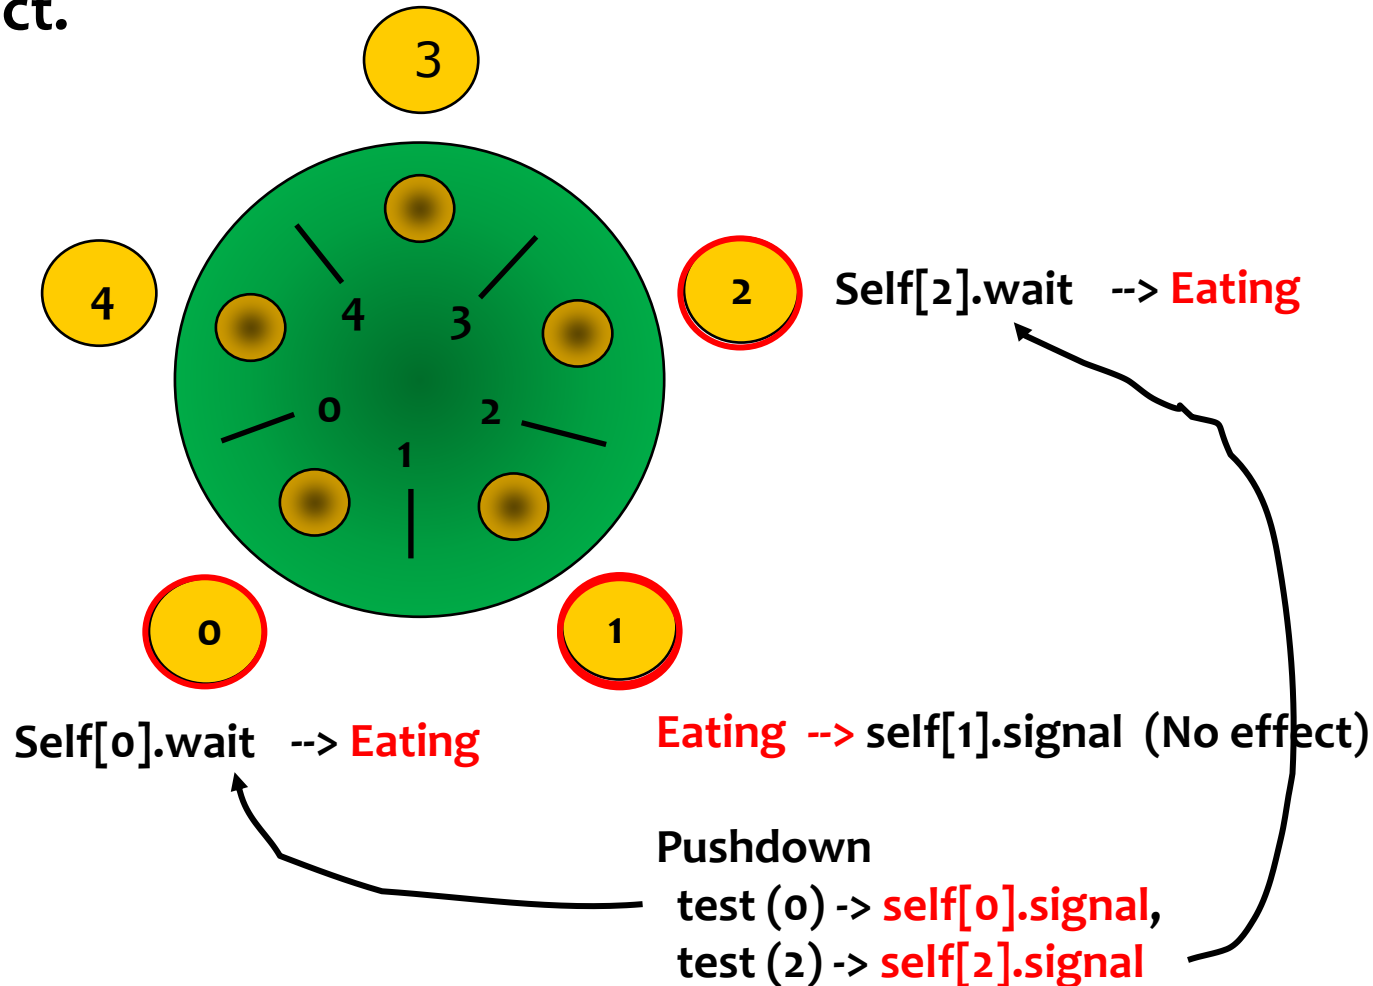 ct.
3
4
2
Self[2].wait --> Eating
4
3
0
2
1
0
1
Self[0].wait --> Eating
Eating --> self[1].signal (No effect)
Pushdown
test (0) -> self[0].signal,
test (2) -> self[2].signal